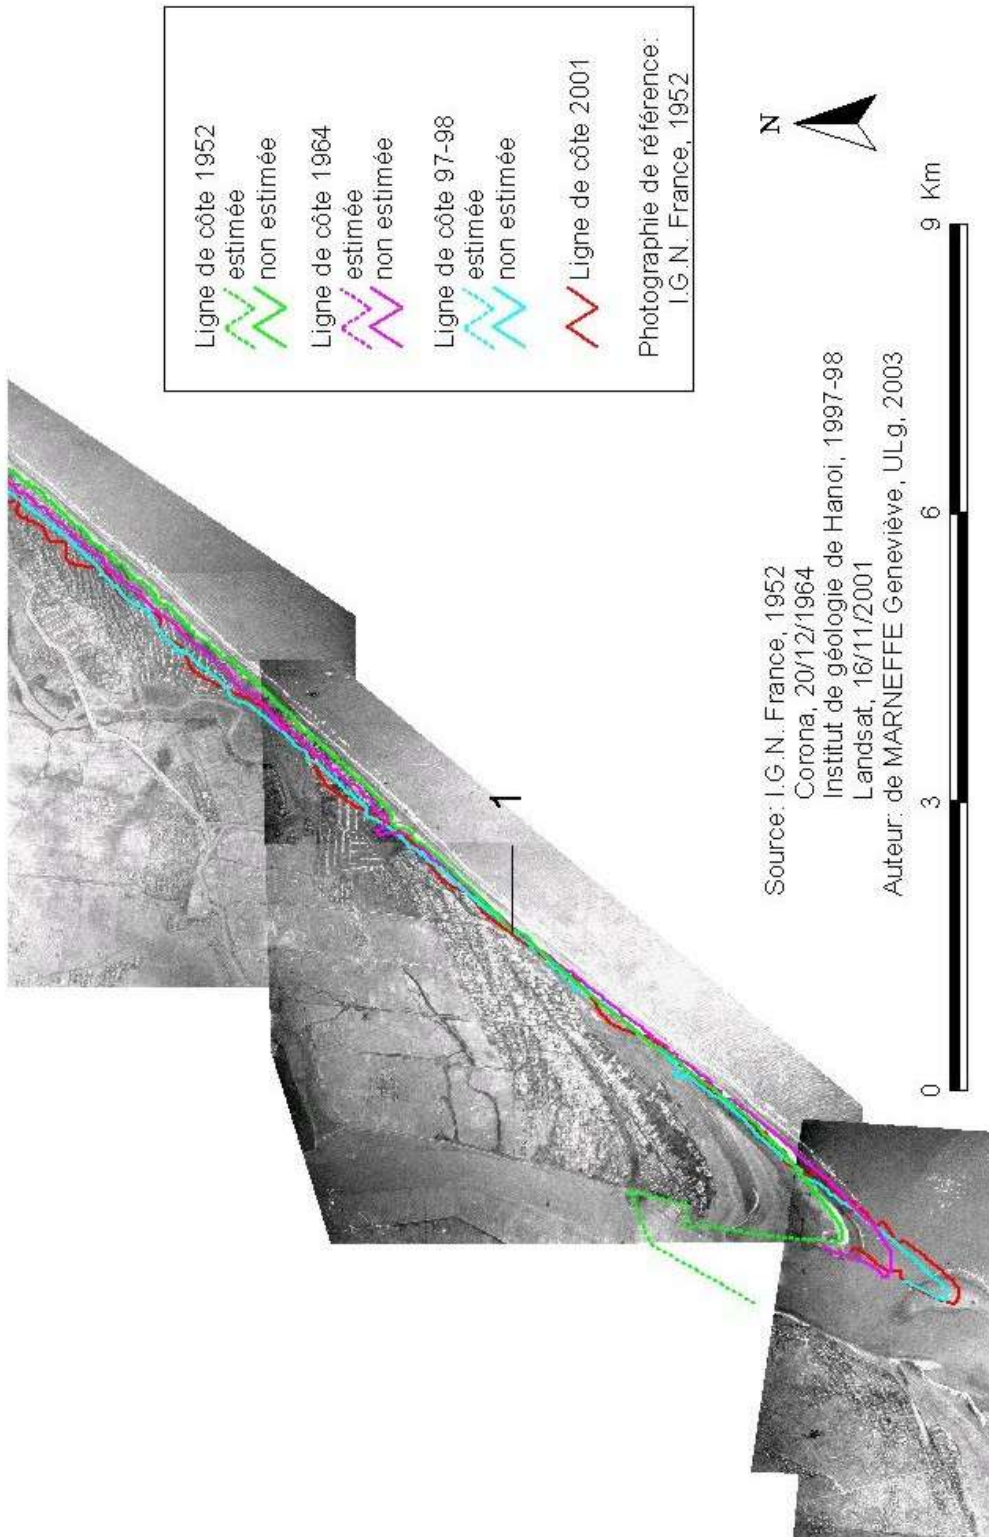 Ligne de côte 1952
estimée
non estimée
Ligne de côte 1964
estimée
non estimée
Ligne de côte 97-98
estimée
non estimée
Ligne de côte 2001
Photographie de référence:
I.G.N. France, 1952
N
1
Source: I.G.N. France, 1952
Corona, 20/12/1964
Institut de géologie de Hanoi, 1997-98
Landsat, 16/11/2001
Auteur: de MARNEFFE Geneviève, ULg, 2003
0 3 6 9 Km